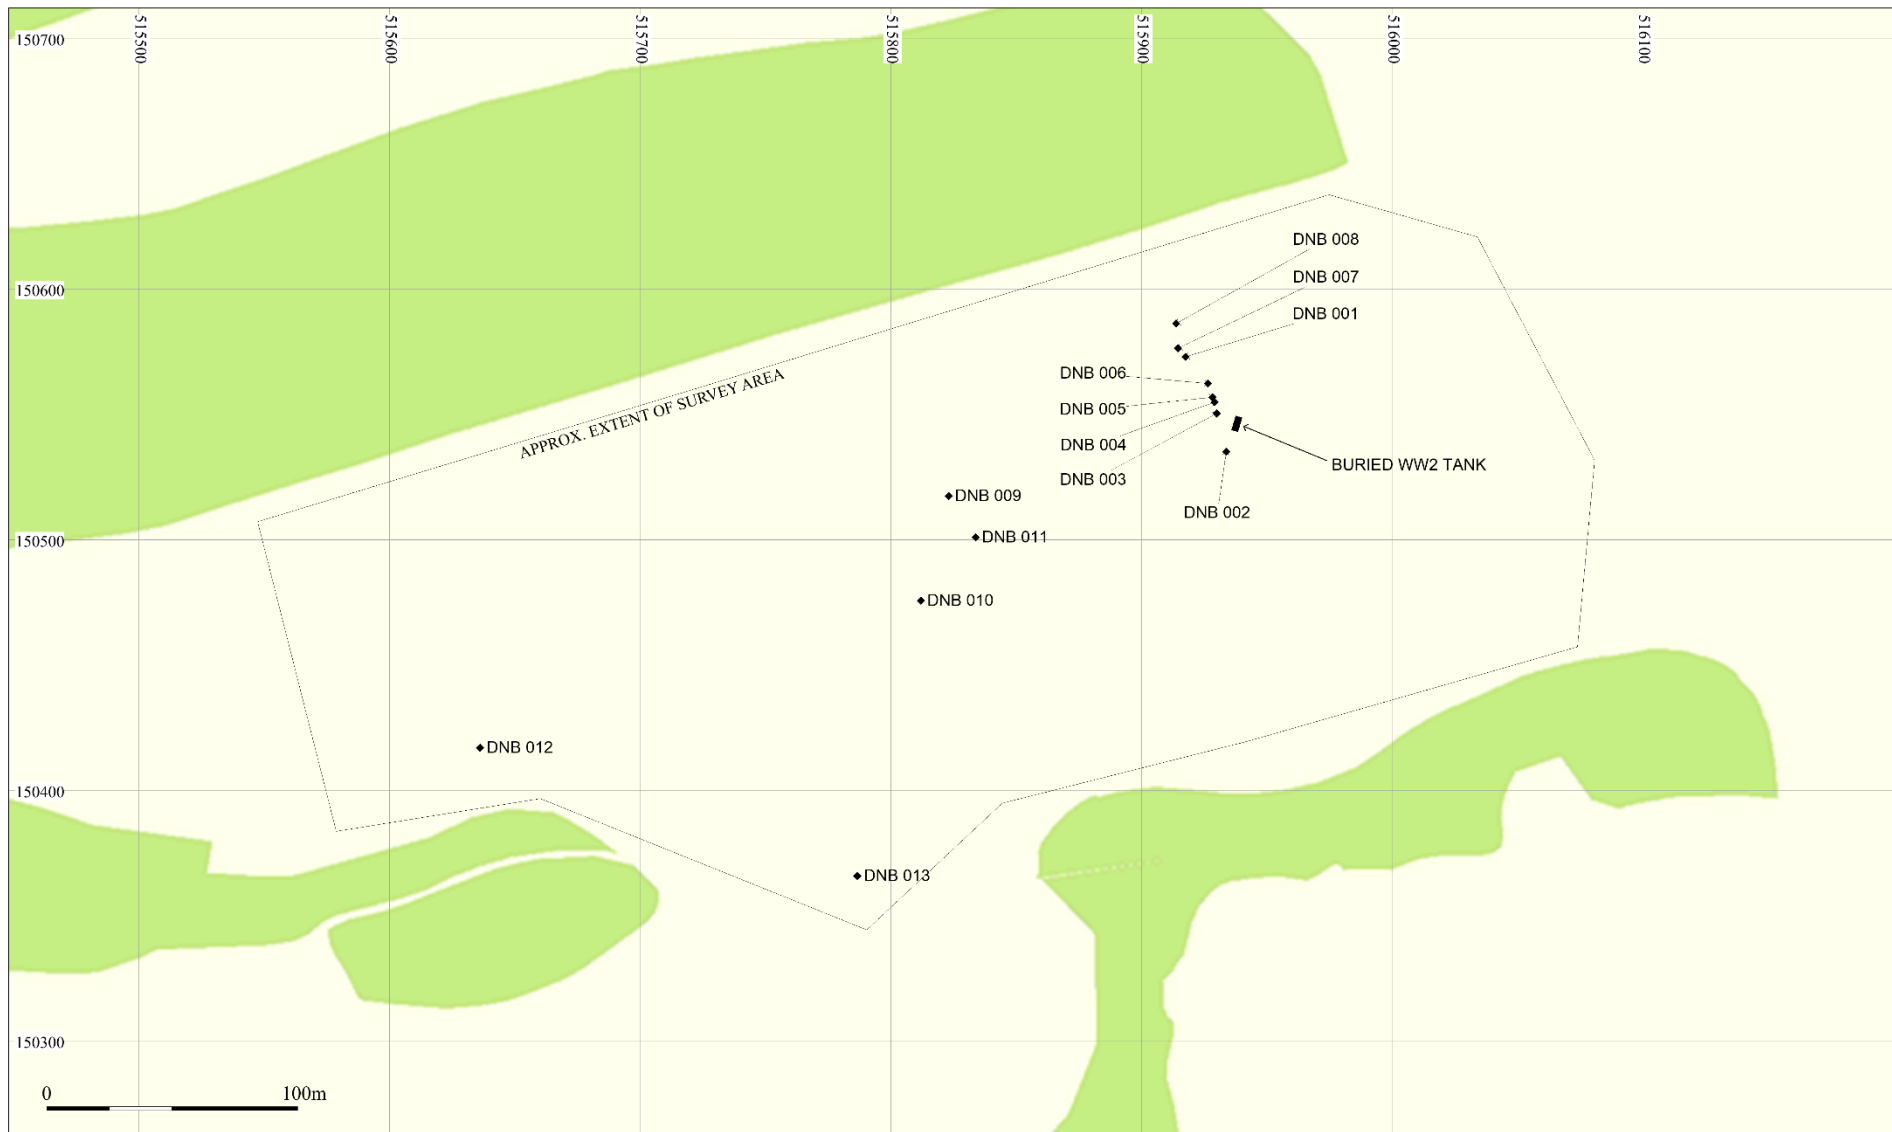 515500
515600
515700
515800
515900
516000
516100
150700
DNB 008
DNB 007
150600
DNB 001
DNB 006
APPROX. EXTENT OF SURVEY AREA
DNB 005
DNB 004
BURIED WW2 TANK
DNB 003
DNB 009
DNB 002
DNB 011
150500
DNB 010
DNB 012
150400
DNB 013
150300
0
100m